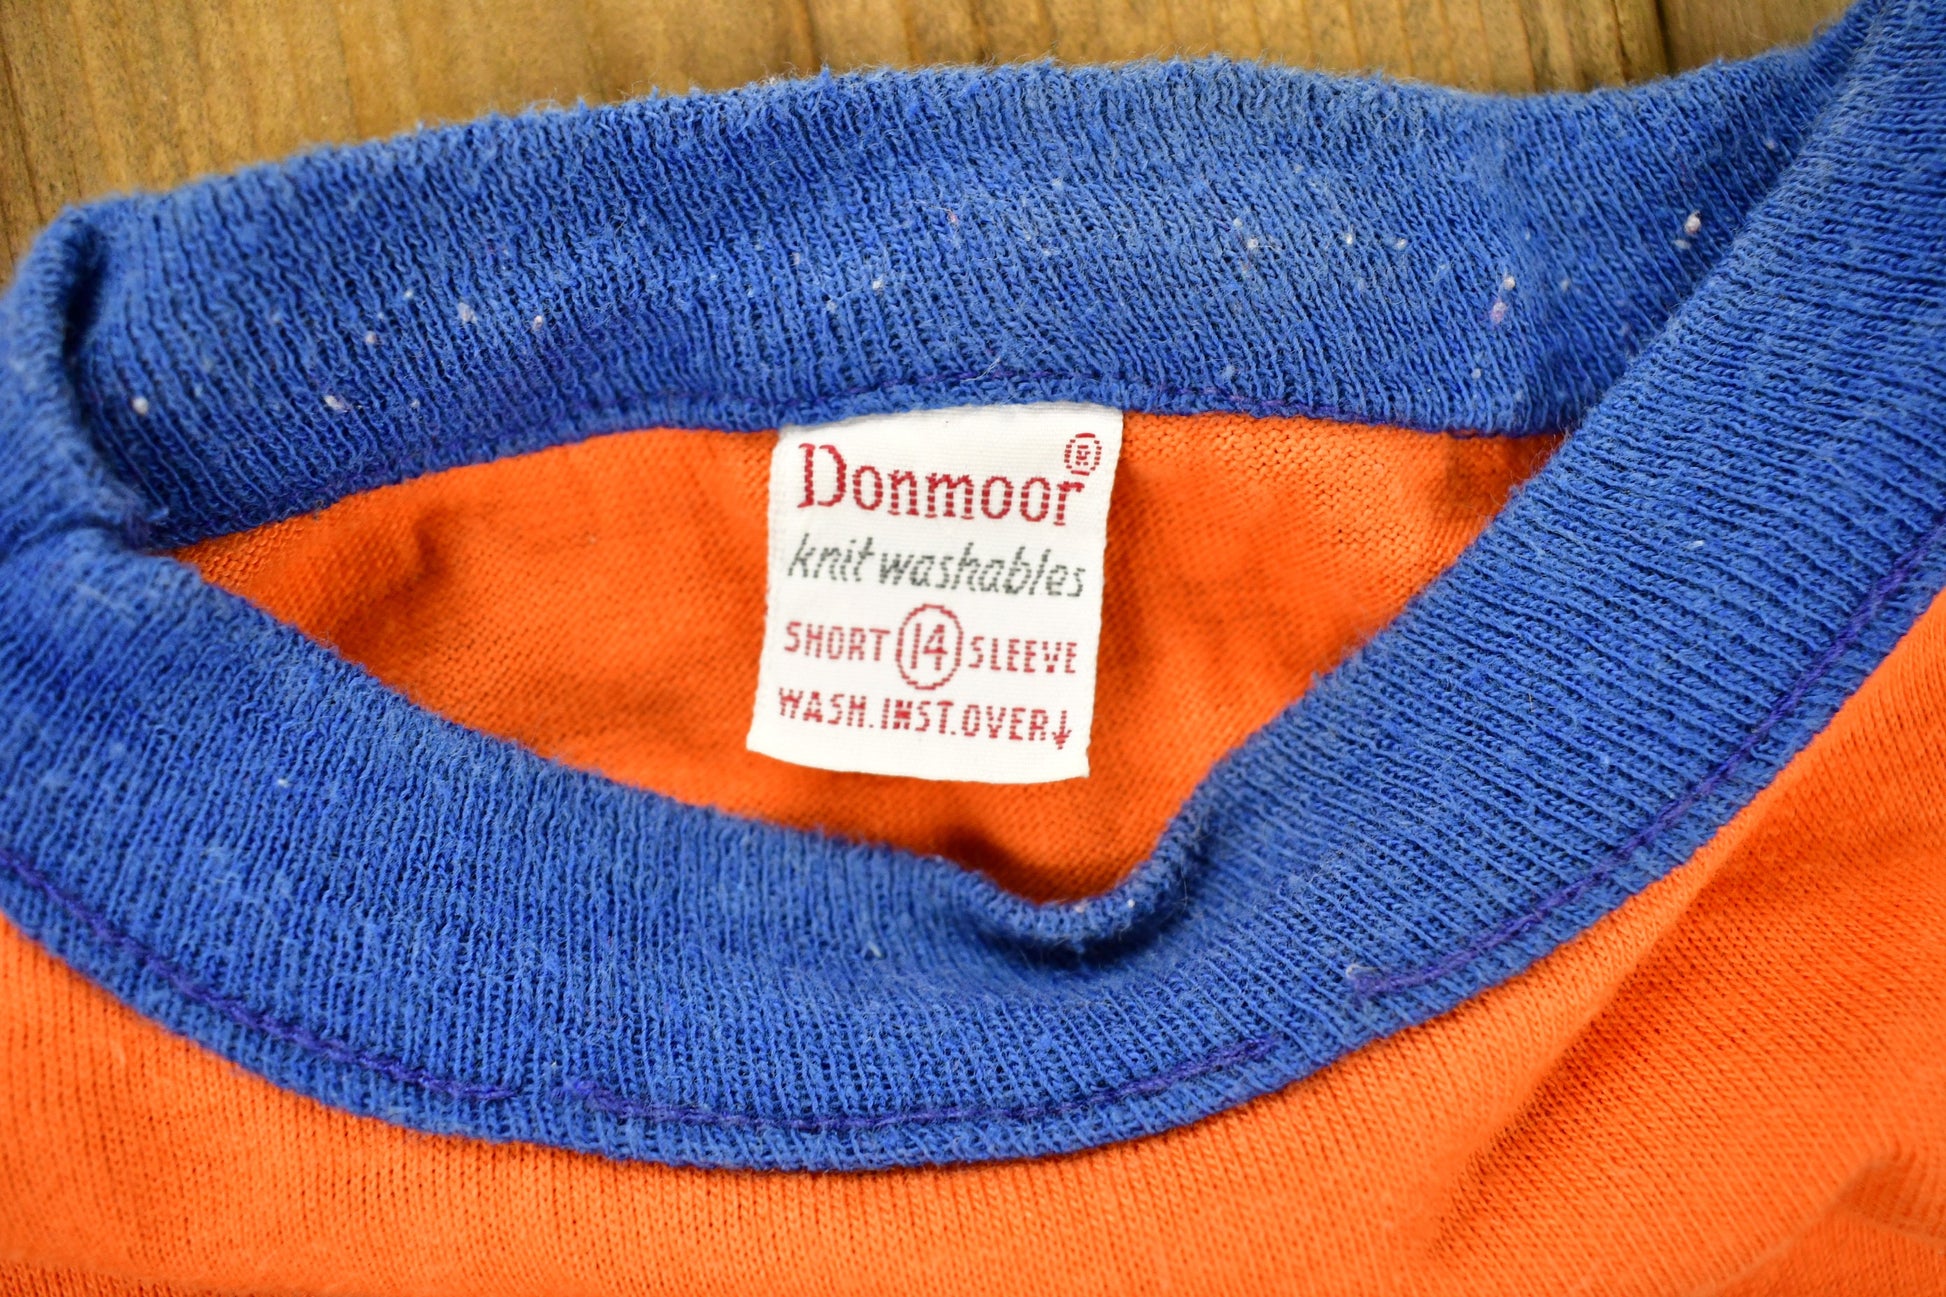 Donmoor®
knit washables
SHORT 14 SLEEVE
WASH. INST. OVER↓